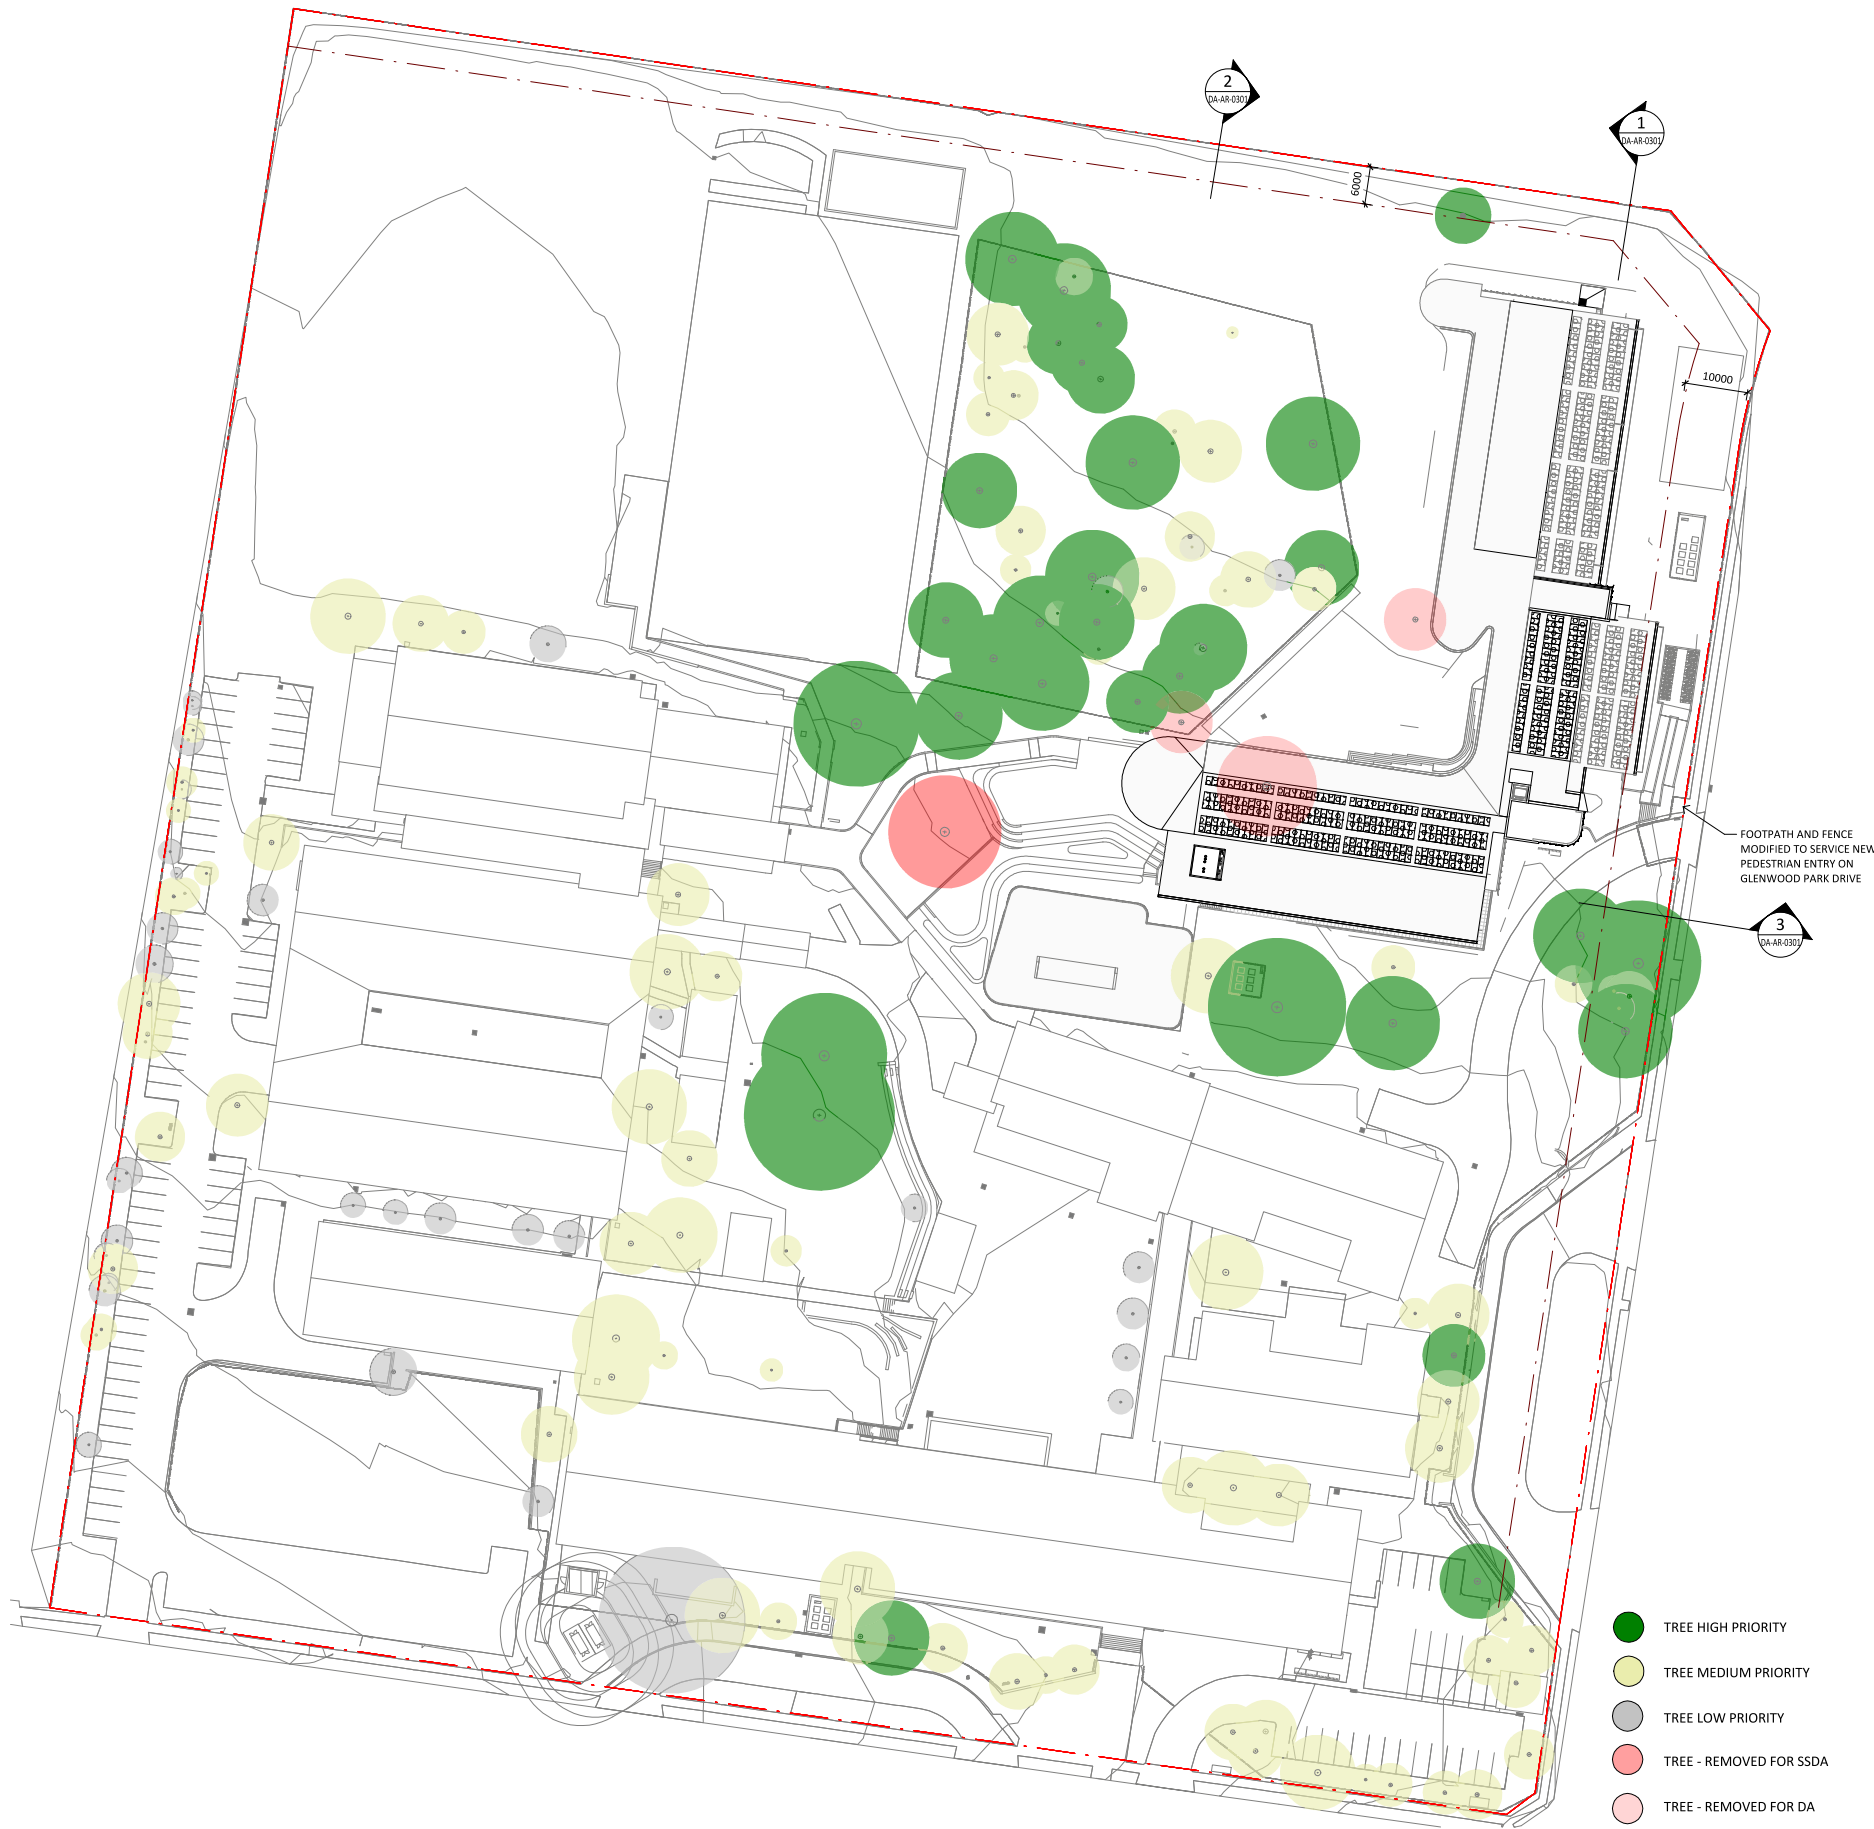 2
DA-AR-0301
1
DA-AR-0301
6000
10000
FOOTPATH AND FENCE
MODIFIED TO SERVICE NEW
PEDESTRIAN ENTRY ON
GLENWOOD PARK DRIVE
3
DA-AR-0301
TREE HIGH PRIORITY
TREE MEDIUM PRIORITY
TREE LOW PRIORITY
TREE - REMOVED FOR SSDA
TREE - REMOVED FOR DA